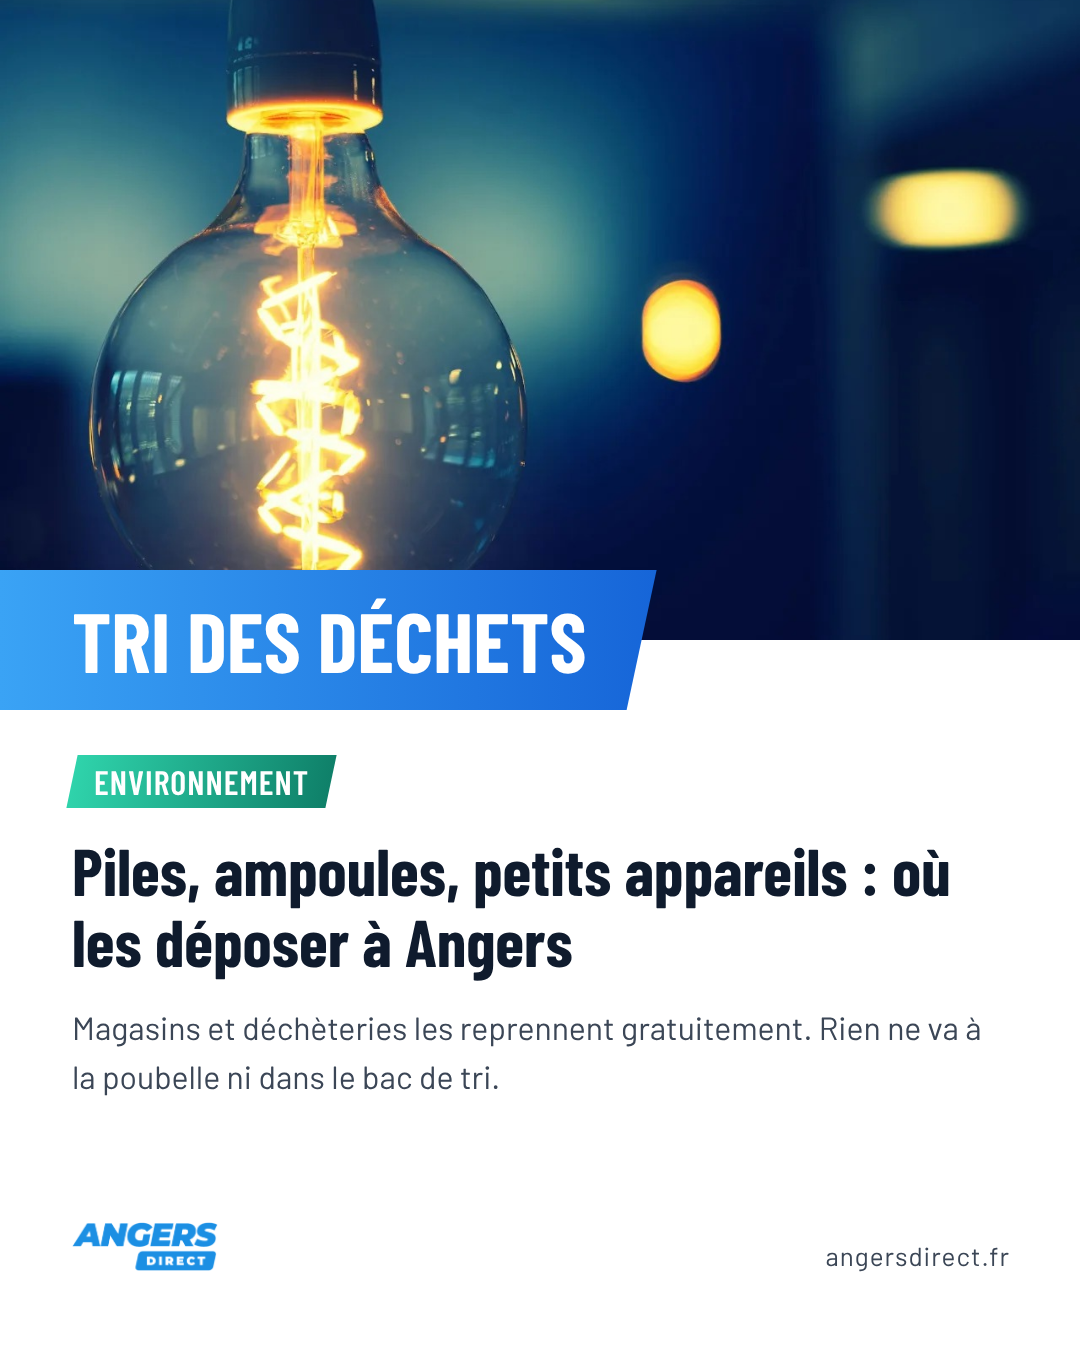 TRI DES DÉCHETS
ENVIRONNEMENT
Piles, ampoules, petits appareils : où
les déposer à Angers
Magasins et déchèteries les reprennent gratuitement. Rien ne va à
la poubelle ni dans le bac de tri.
ANGERS
DIRECT
angersdirect.fr